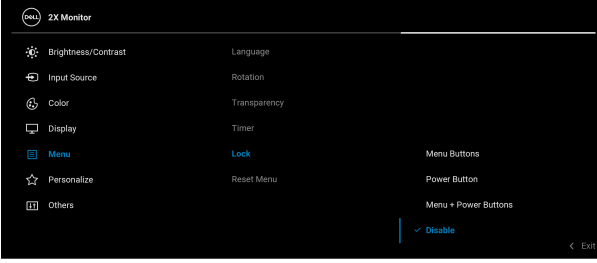 DELL 2X Monitor
Brightness/Contrast Language
Input Source Rotation
Color Transparency
Display Timer
Menu Lock Menu Buttons
Personalize Reset Menu Power Button
Others Menu + Power Buttons
Disable
Exit